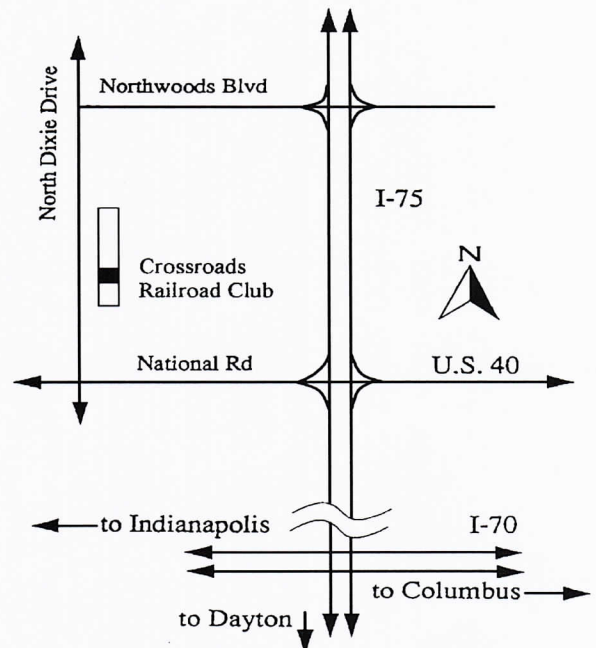 Northwoods Blvd
North Dixie Drive
I-75
N
Crossroads
Railroad Club
National Rd
U.S. 40
to Indianapolis
I-70
to Columbus
to Dayton